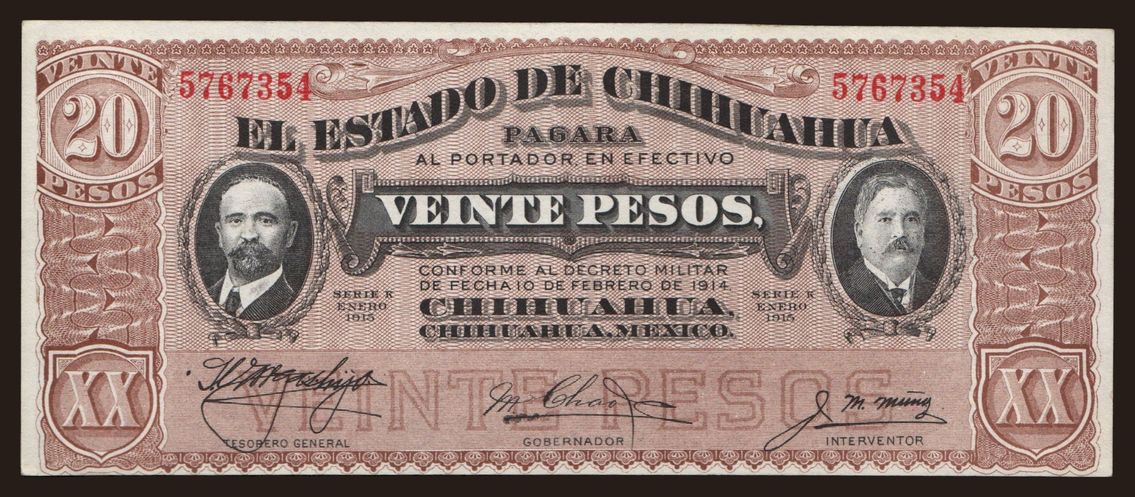 VEINTE
20
PESOS
5767354
5767354
VEINTE
20
PESOS
EL ESTADO DE CHIHUAHUA
PAGARA
AL PORTADOR, EN EFECTIVO
VEINTE PESOS,
CONFORME AL DECRETO MILITAR
DE FECHA 10 DE FEBRERO DE 1914.
CHIHUAHUA,
CHIHUAHUA, MEXICO.
SERIE K
ENERO
1915
SERIE K
ENERO
1915
XX
VEINTE PESOS
XX
M. Chao
J. M. Muñoz
TESORERO GENERAL
GOBERNADOR
INTERVENTOR